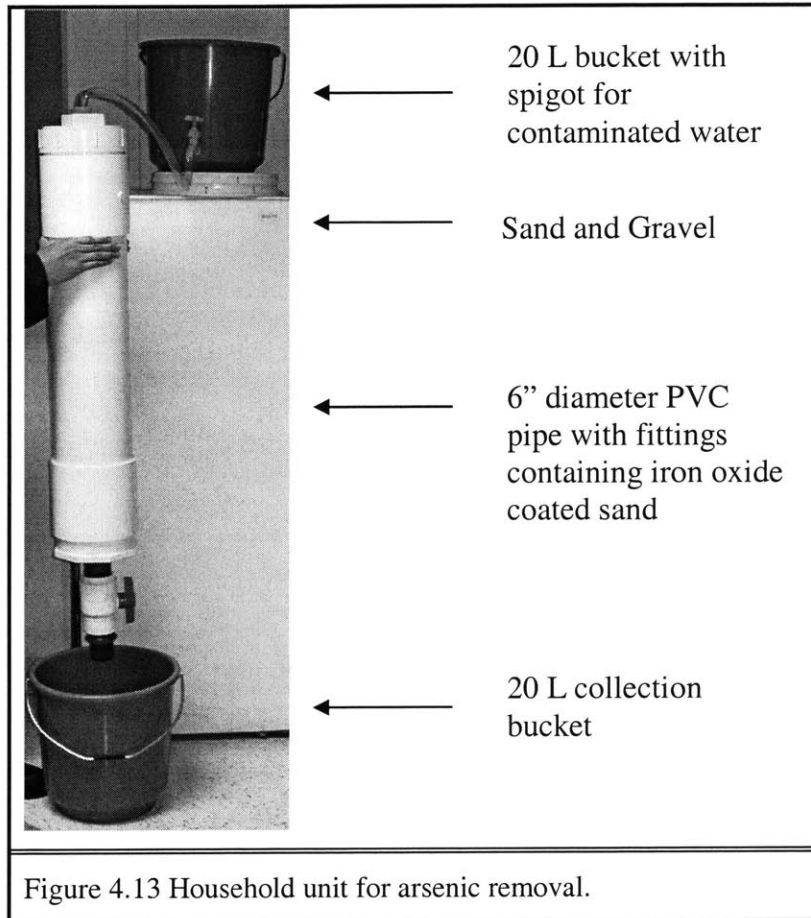 20 L bucket with
spigot for
contaminated water
Sand and Gravel
6” diameter PVC
pipe with fittings
containing iron oxide
coated sand
20 L collection
bucket
Figure 4.13 Household unit for arsenic removal.